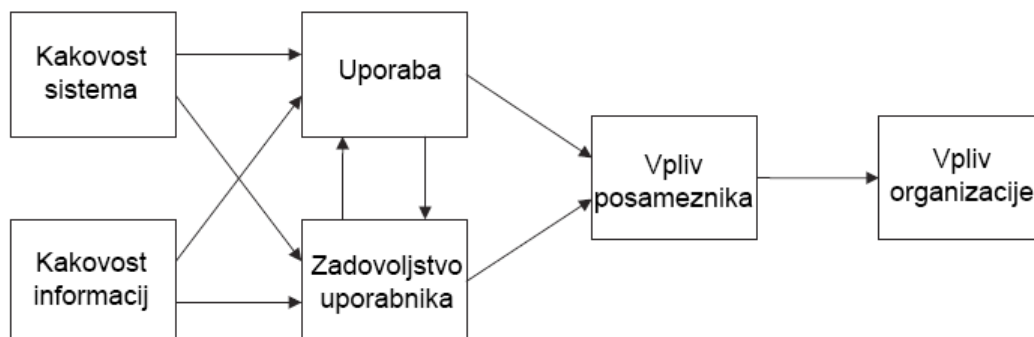 Kakovost
sistema
Uporaba
Kakovost
informacij
Zadovoljstvo
uporabnika
Vpliv
posameznika
Vpliv
organizacije